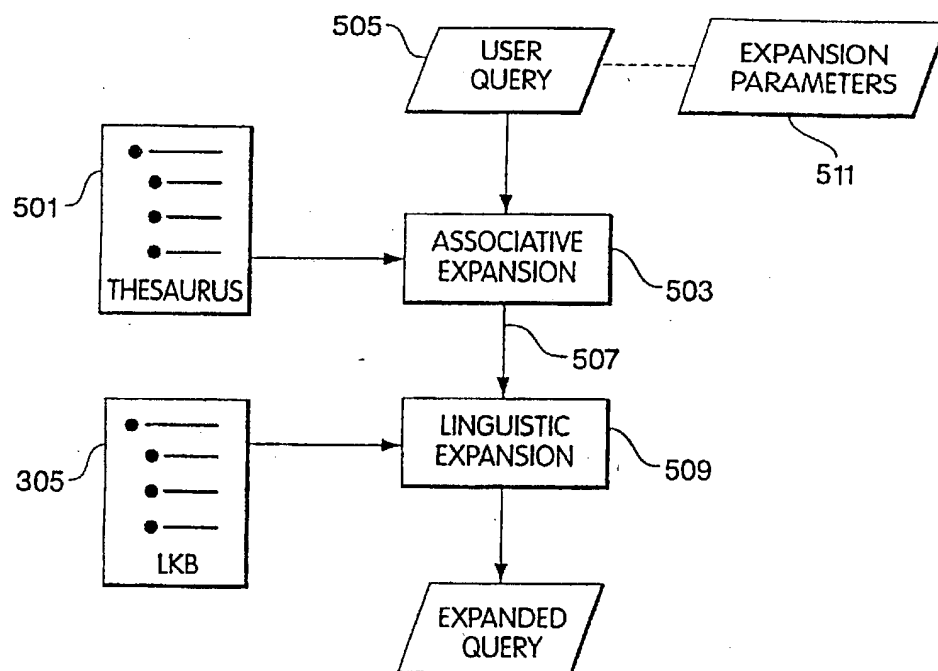 505
USER
QUERY
EXPANSION
PARAMETERS
511
501
THESAURUS
ASSOCIATIVE
EXPANSION
503
507
305
LKB
LINGUISTIC
EXPANSION
509
EXPANDED
QUERY